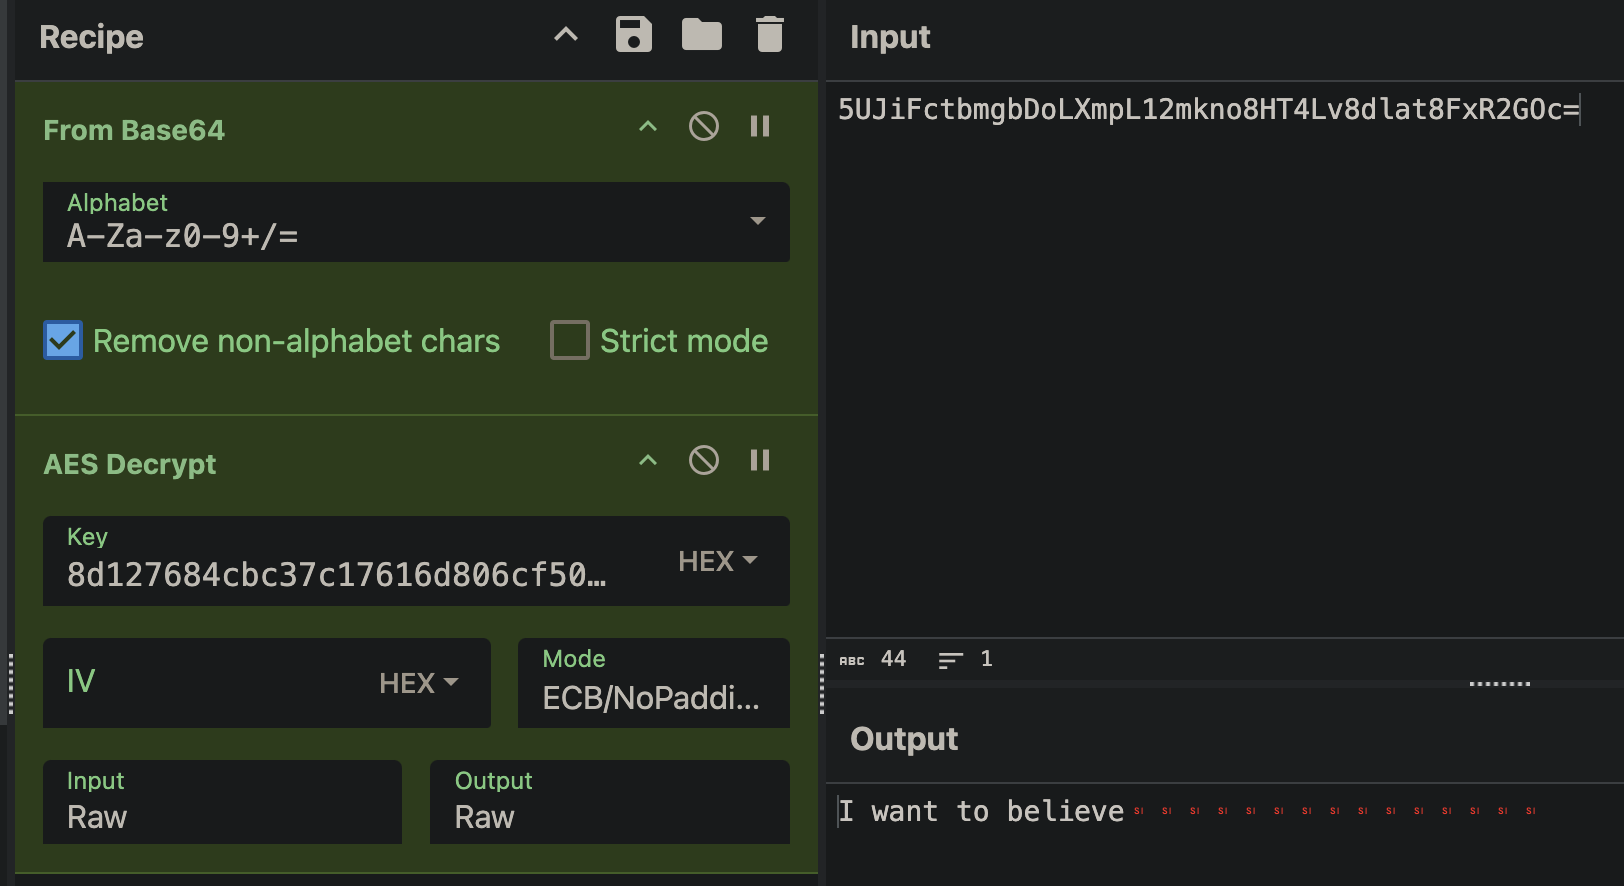 Recipe
From Base64
Alphabet
A-Za-z0-9+/=
Remove non-alphabet chars
Strict mode
AES Decrypt
Key
8d127684cbc37c17616d806cf50…
HEX
IV
HEX
Mode
ECB/NoPaddi…
Input
Raw
Output
Raw
Input
5UJiFctbmgbDoLXmpL12mkno8HT4Lv8dlat8FxR2GOc=
ABC 44
1
Output
I want to believe SI SI SI SI SI SI SI SI SI SI SI SI SI SI SI